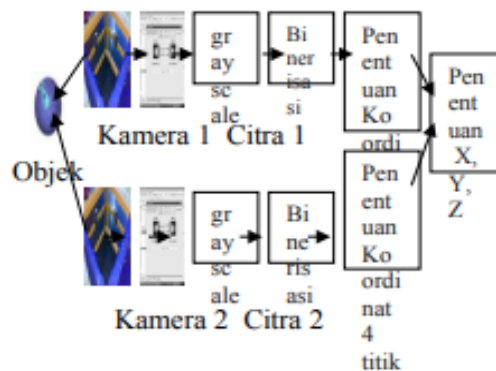 gr
ay
sc
ale
Bi
ner
isa
si
Pen
ent
uan
Ko
ordi
Kamera 1 Citra 1
Objek
Pen
ent
uan
X,
Y,
Z
gr
ay
sc
ale
Bi
ne
ris
asi
Pen
ent
uan
Ko
ordi
nat
4
titik
Kamera 2 Citra 2